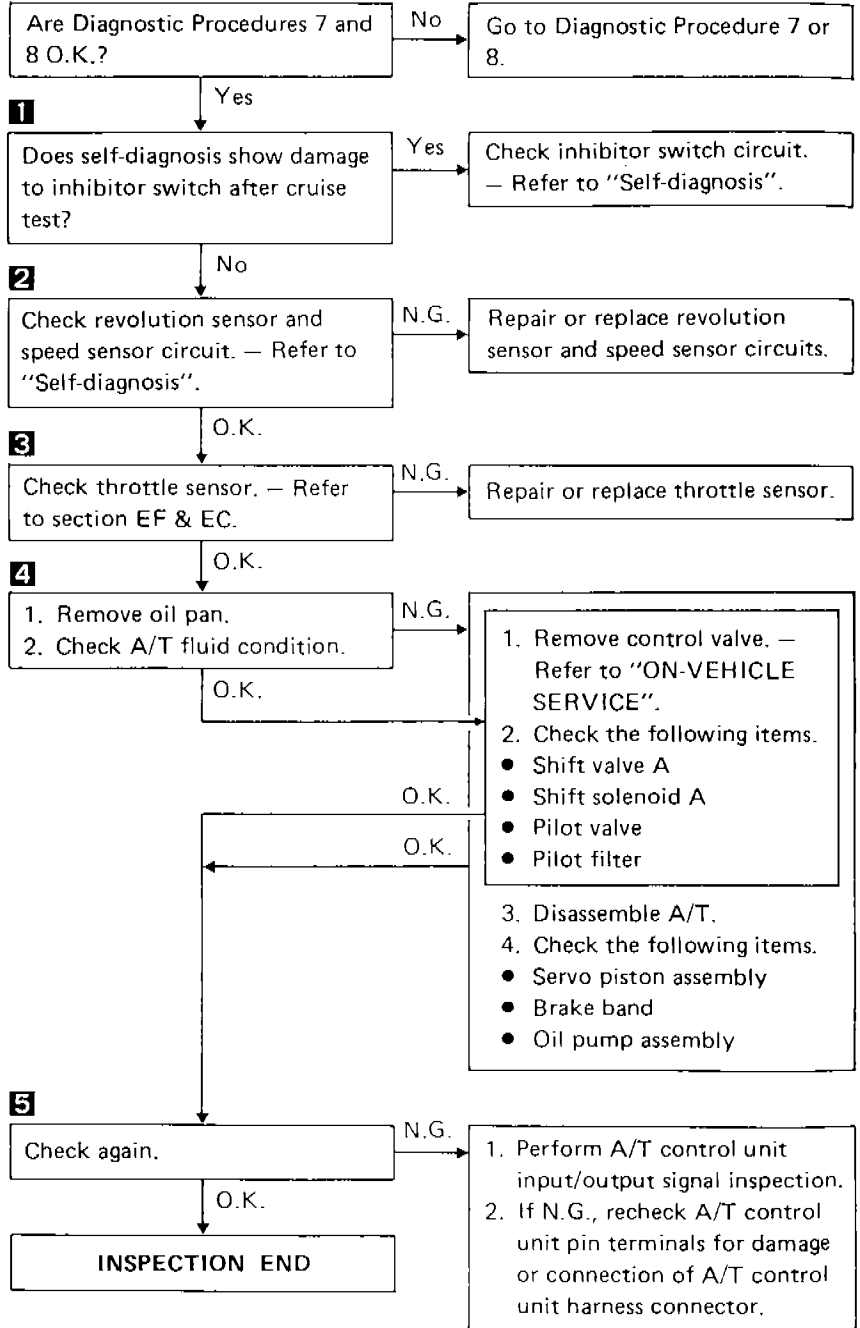 Are Diagnostic Procedures 7 and
8 O.K.?
No
Go to Diagnostic Procedure 7 or
8.
Yes
1
Does self-diagnosis show damage
to inhibitor switch after cruise
test?
Yes
Check inhibitor switch circuit.
— Refer to "Self-diagnosis".
No
2
Check revolution sensor and
speed sensor circuit. — Refer to
"Self-diagnosis".
N.G.
Repair or replace revolution
sensor and speed sensor circuits.
O.K.
3
Check throttle sensor. — Refer
to section EF & EC.
N.G.
Repair or replace throttle sensor.
O.K.
4
1. Remove oil pan.
2. Check A/T fluid condition.
N.G.
O.K.
1. Remove control valve. —
Refer to "ON-VEHICLE
SERVICE".
2. Check the following items.
● Shift valve A
● Shift solenoid A
● Pilot valve
● Pilot filter
O.K.
O.K.
3. Disassemble A/T.
4. Check the following items.
● Servo piston assembly
● Brake band
● Oil pump assembly
5
Check again.
N.G.
1. Perform A/T control unit
input/output signal inspection.
2. If N.G., recheck A/T control
unit pin terminals for damage
or connection of A/T control
unit harness connector.
O.K.
INSPECTION END